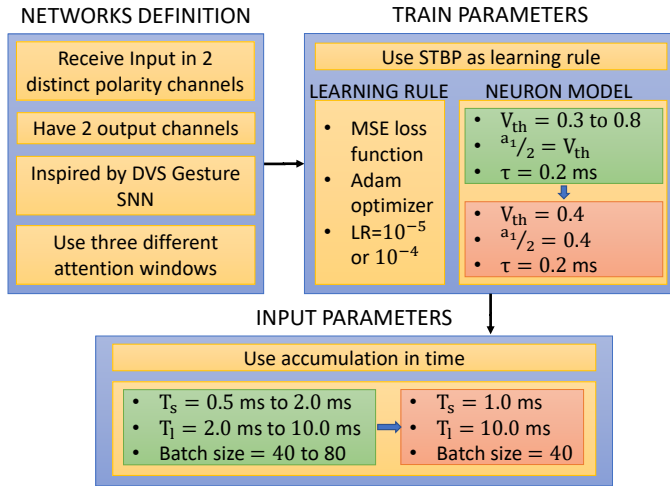 NETWORKS DEFINITION
Receive Input in 2
distinct polarity channels
Have 2 output channels
Inspired by DVS Gesture
SNN
Use three different
attention windows
TRAIN PARAMETERS
Use STBP as learning rule
LEARNING RULE
• MSE loss
function
• Adam
optimizer
• LR=10⁻⁵
or 10⁻⁴
NEURON MODEL
• V_th = 0.3 to 0.8
• a₁/2 = V_th
• τ = 0.2 ms
• V_th = 0.4
• a₁/2 = 0.4
• τ = 0.2 ms
INPUT PARAMETERS
Use accumulation in time
• T_s = 0.5 ms to 2.0 ms
• T_l = 2.0 ms to 10.0 ms
• Batch size = 40 to 80
• T_s = 1.0 ms
• T_l = 10.0 ms
• Batch size = 40